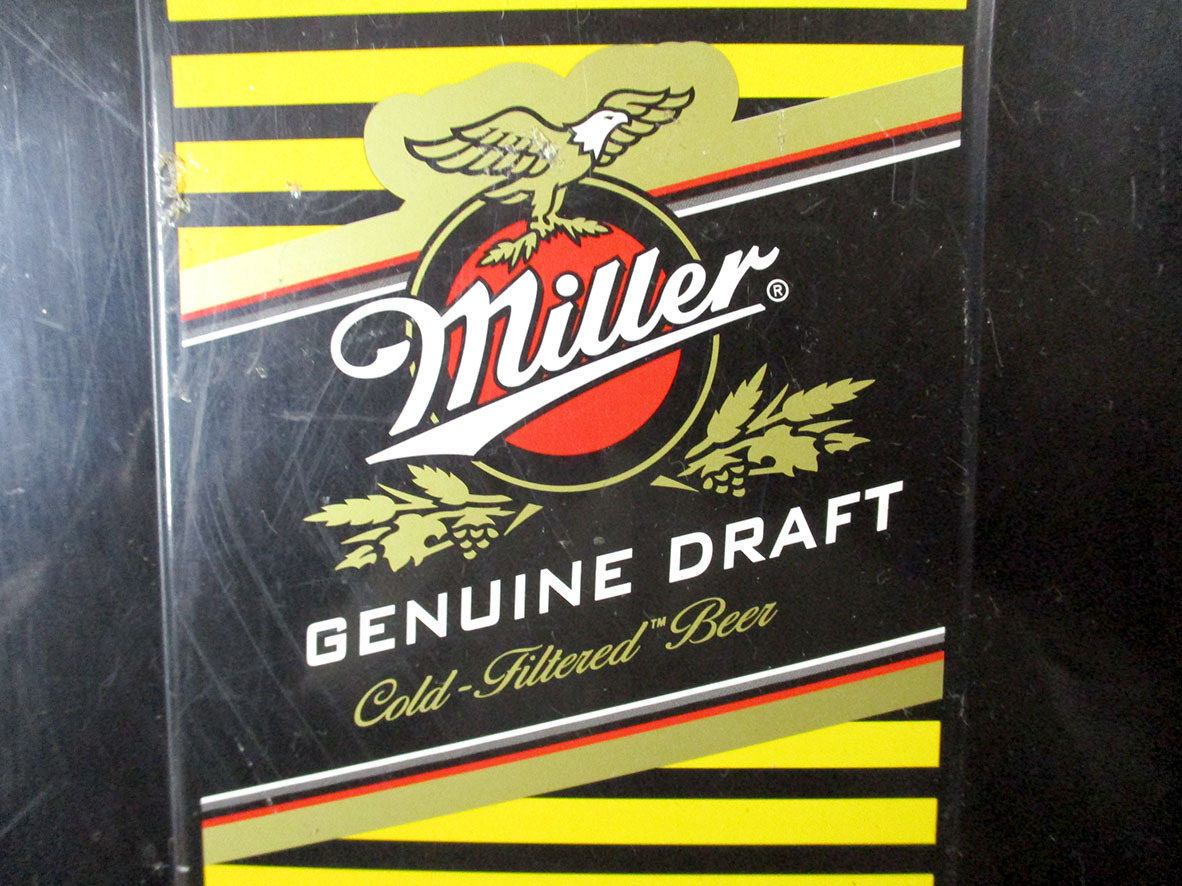 Miller®
GENUINE DRAFT
Cold-Filtered™ Beer